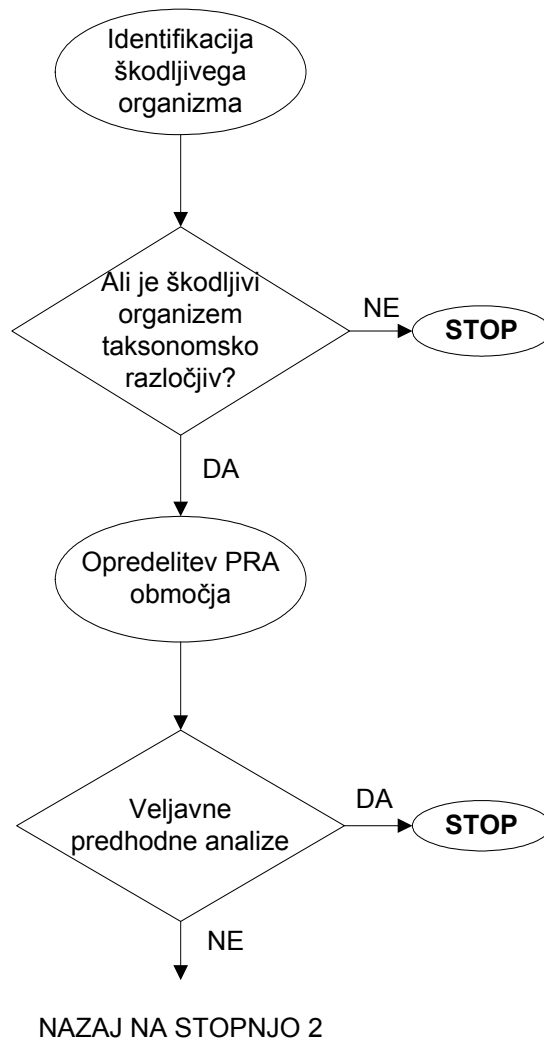 Identifikacija
škodljivega
organizma
Ali je škodljivi
organizem
taksonomsko
razločjiv?
NE
STOP
DA
Opredelitev PRA
območja
Veljavne
predhodne analize
DA
STOP
NE
NAZAJ NA STOPNJO 2